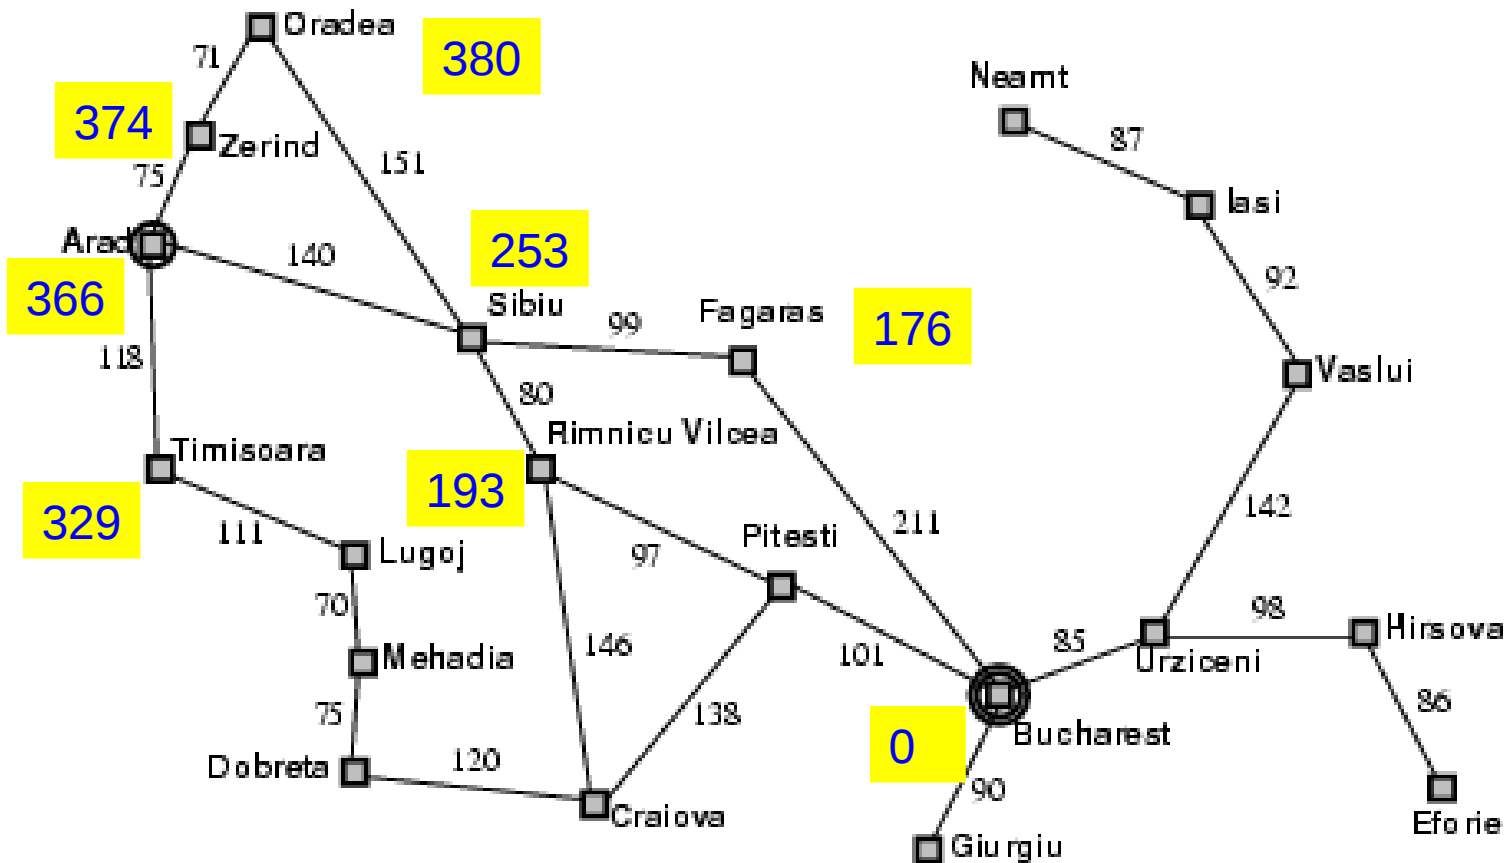 Oradea
71
380
Neamt
374
Zerind
87
75
151
Iasi
Arad
140
253
366
Sibiu
92
Fagaras
176
99
118
Vaslui
80
Rimnicu Vilcea
Timisoara
193
329
111
142
211
Pitesti
Lugoj
97
70
98
Hirsova
146
85
Mehadia
101
Urziceni
86
75
138
0
Bucharest
Dobreta
120
90
Craiova
Eforie
Giurgiu